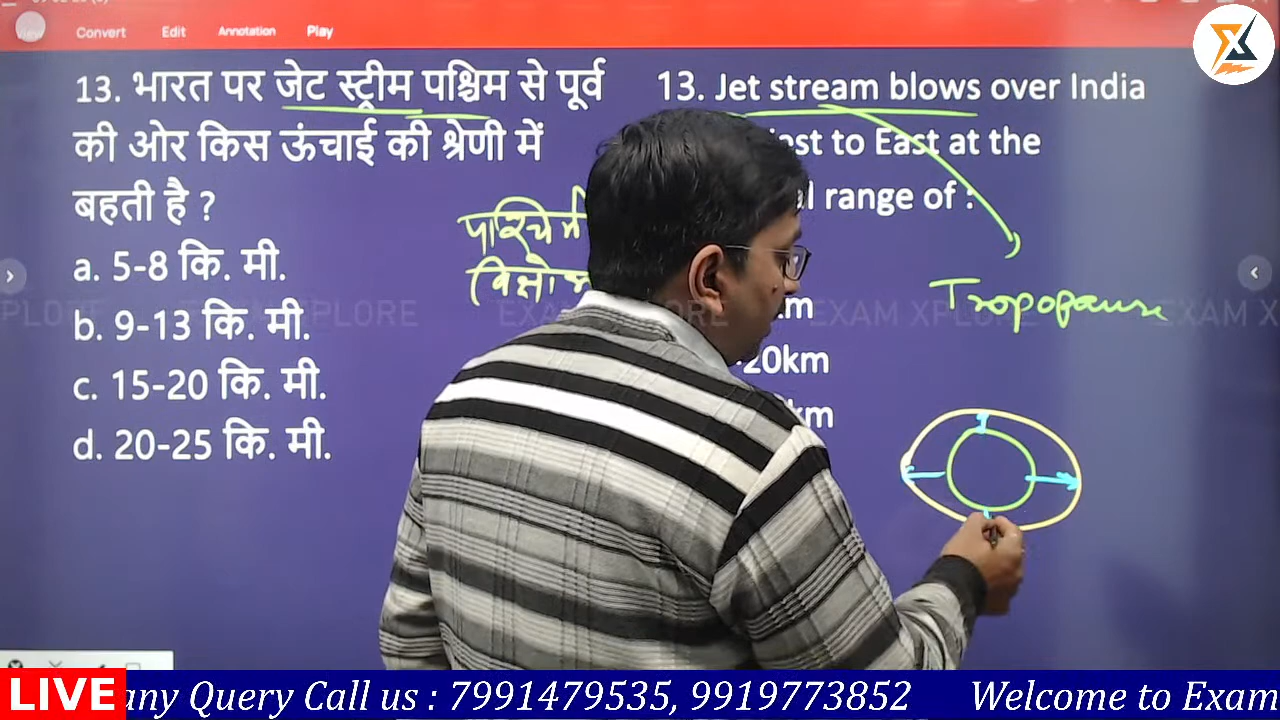 Convert Edit Annotation Play
13. भारत पर जेट स्ट्रीम पश्चिम से पूर्व
की ओर किस ऊंचाई की श्रेणी में
बहती है ?
a. 5-8 कि. मी.
b. 9-13 कि. मी.
c. 15-20 कि. मी.
d. 20-25 कि. मी.
13. Jet stream blows over India
to East at the
range of :
20km
Tropopause
EXAM XPLORE
LIVE
any Query Call us : 7991479535, 9919773852 Welcome to Exam